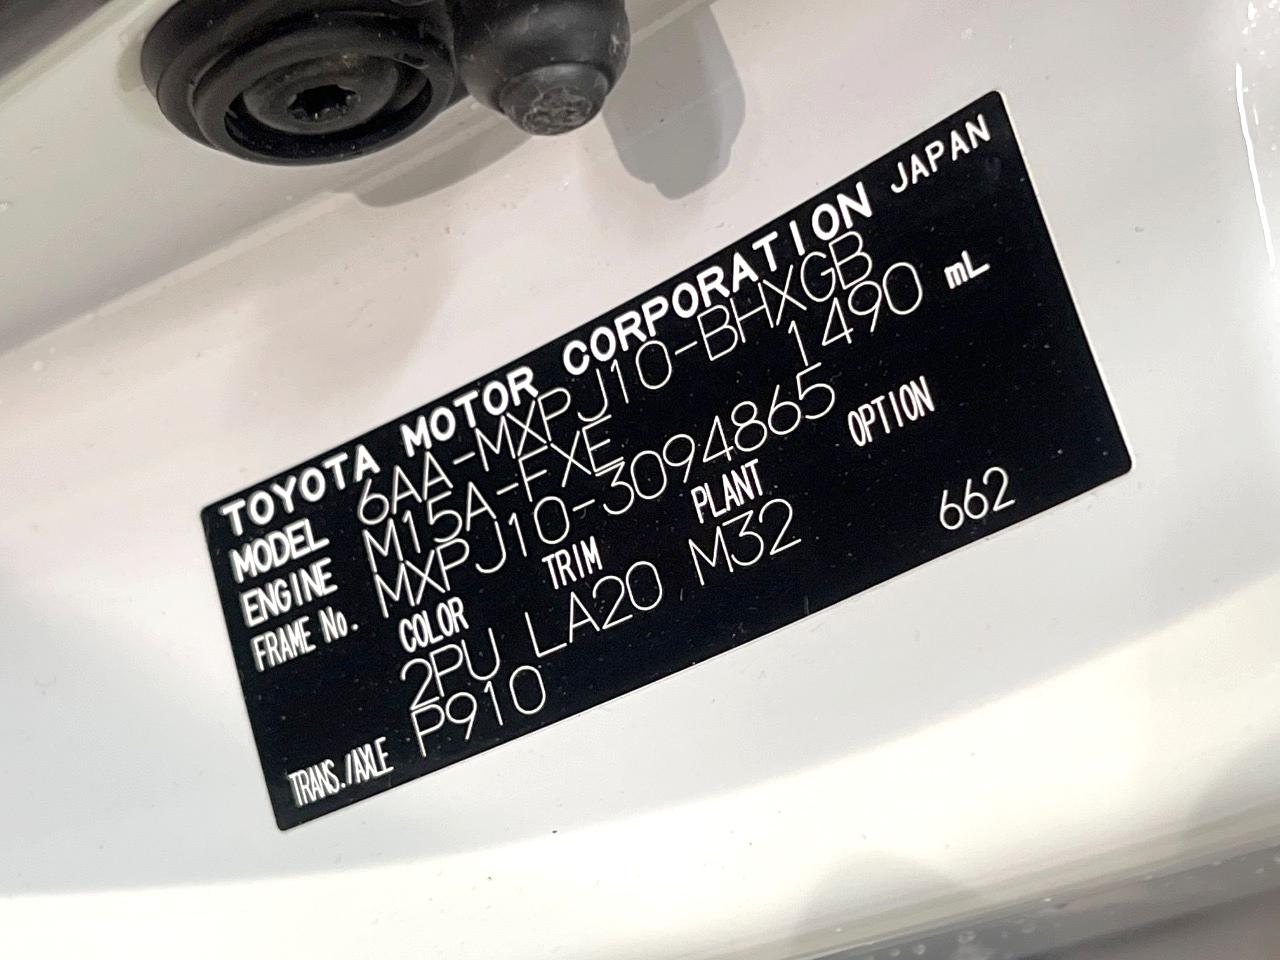 TOYOTA MOTOR CORPORATION JAPAN
MODEL 6AA-MXPJ10-BHXGB
ENGINE M15A-FXE 1490 mL
FRAME No. MXPJ10-3094865
COLOR TRIM PLANT OPTION
2PU LA20 M32 662
TRANS./AXLE P910